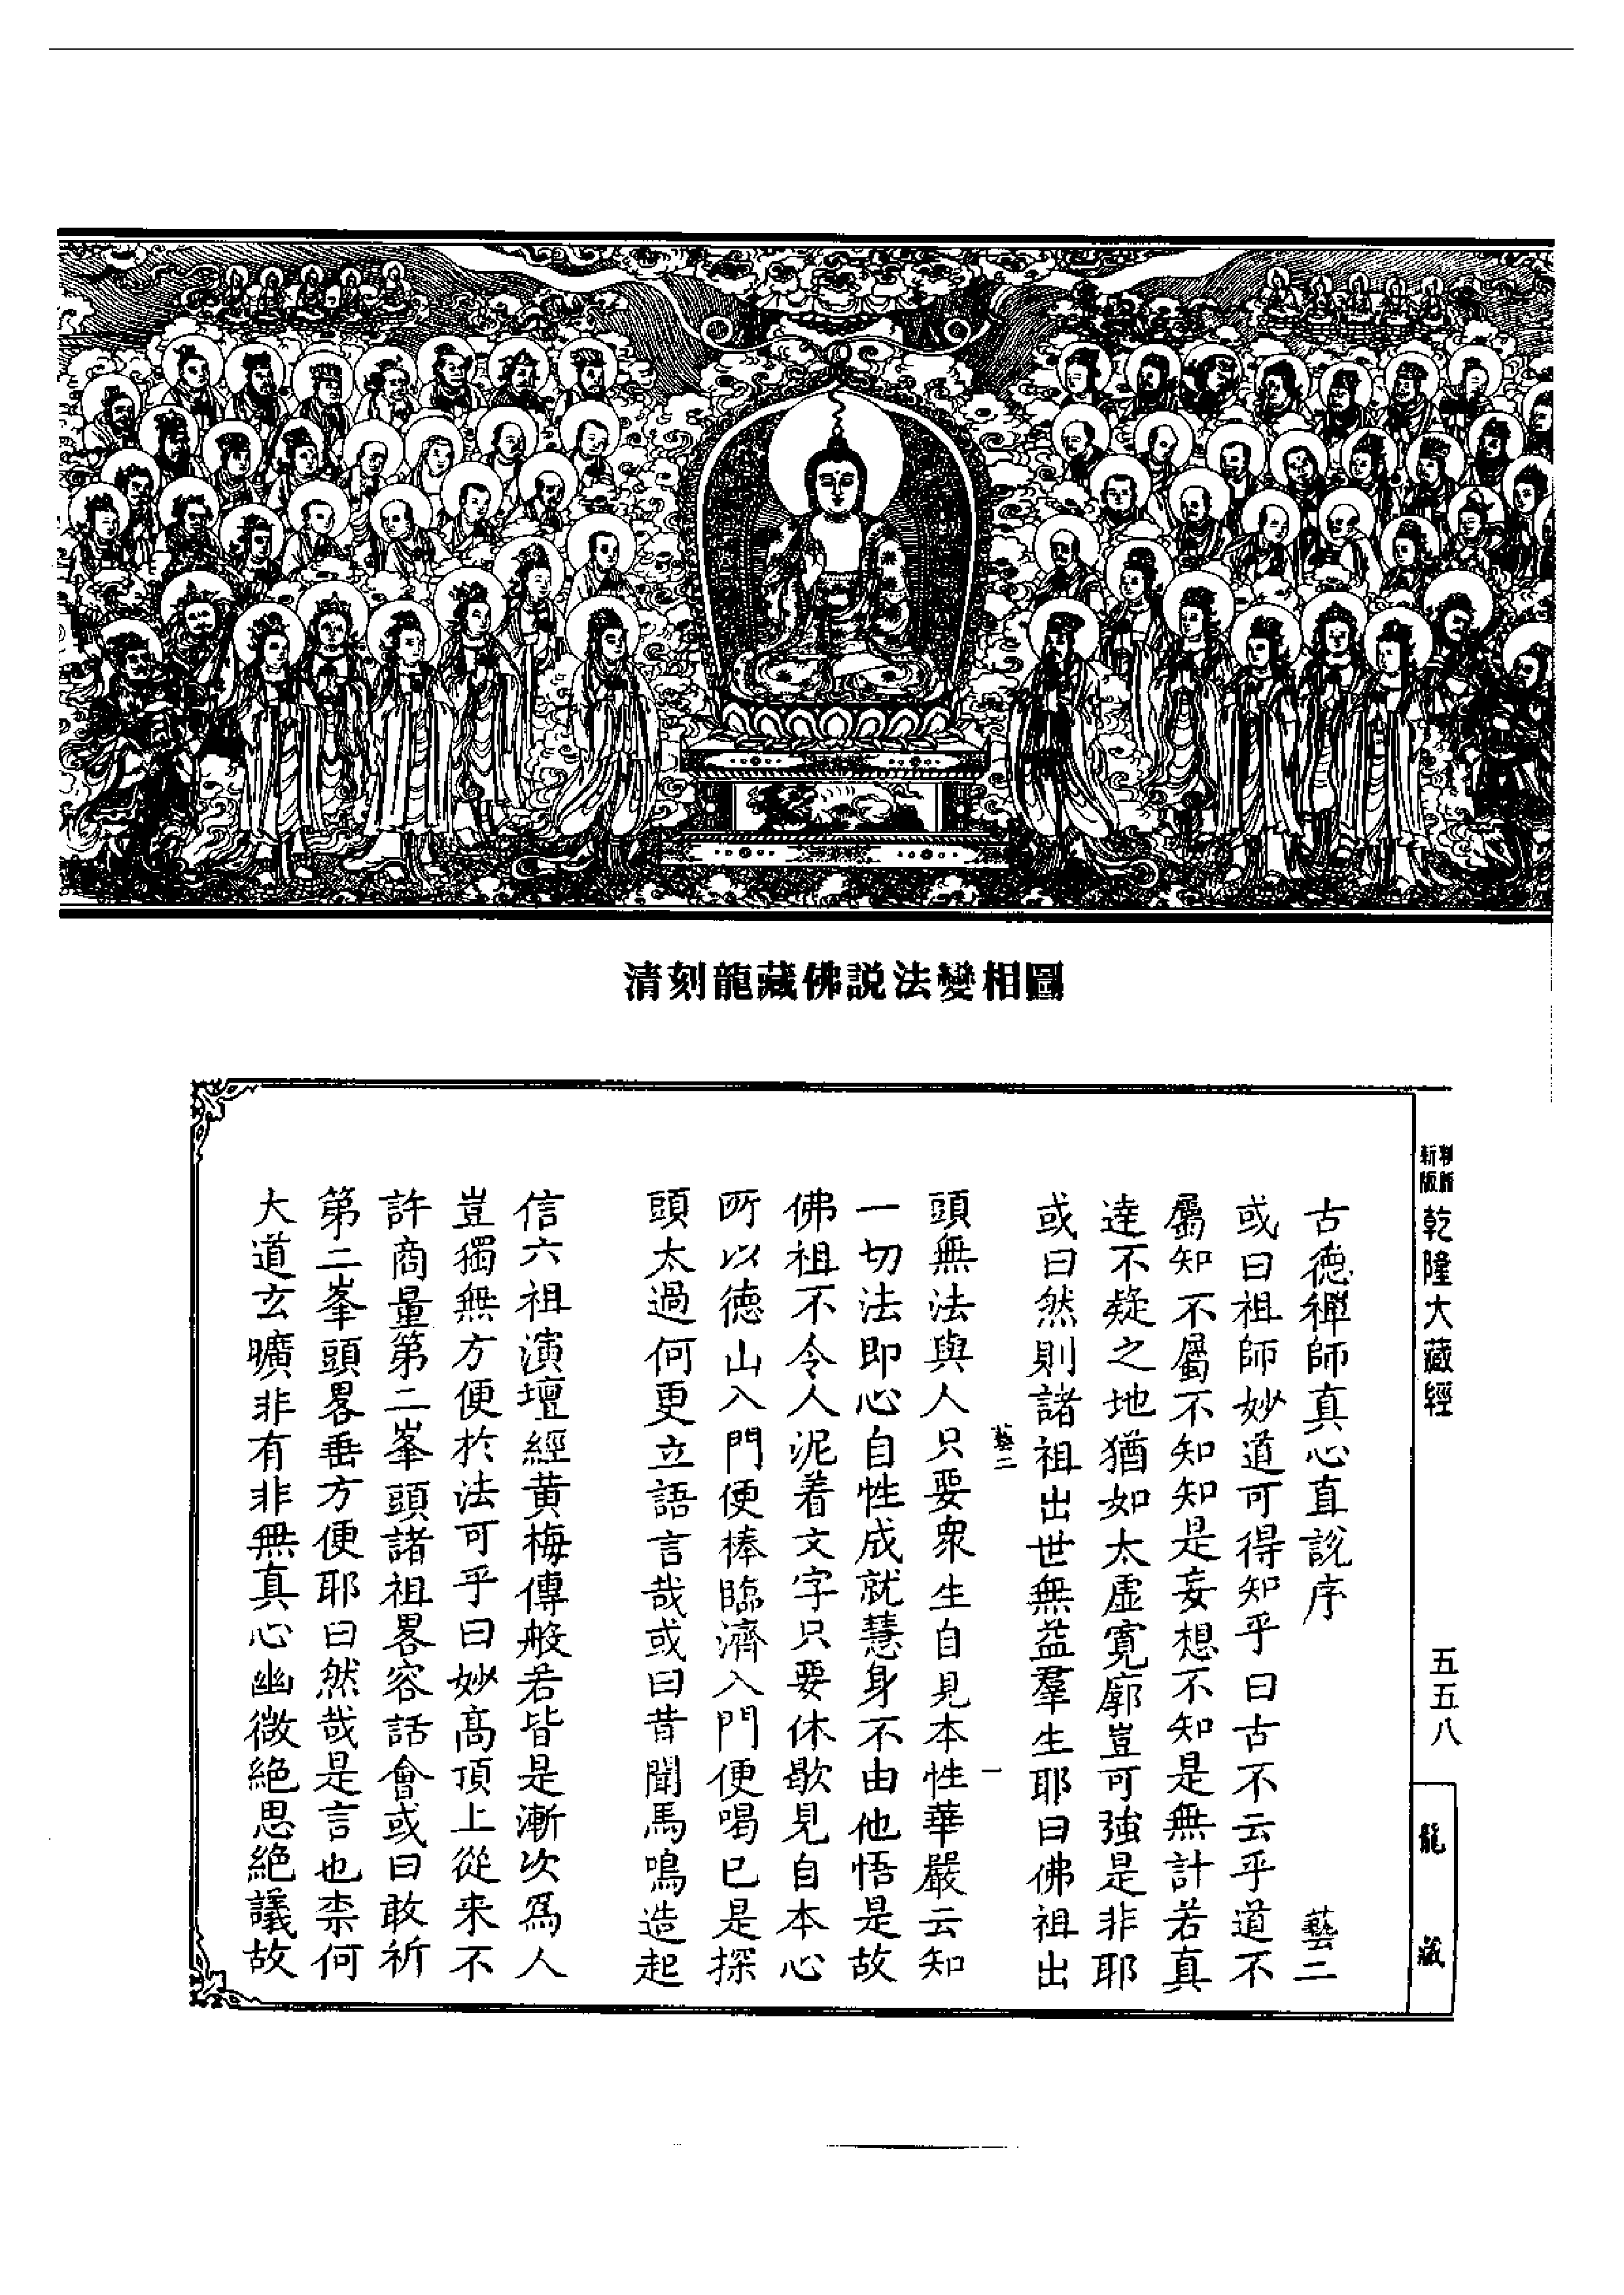 清刻龍藏佛説法變相圖
新版
乾隆大藏經
五五八
龍藏
古德禪師真心直説序 藝二
或曰祖師妙道可得知乎曰古不云乎道不
屬知不屬不知知是妄想不知是無計若真
達不疑之地猶如太虛寬廓豈可強是非耶
或曰然則諸祖出世無益羣生耶曰佛祖出
藝二 一
頭無法與人只要衆生自見本性華嚴云知
一切法即心自性成就慧身不由他悟是故
佛祖不令人泥着文字只要休歇見自本心
所以德山入門便棒臨濟入門便喝已是探
頭太過何更立語言哉或曰昔聞馬鳴造起
信六祖演壇經黄梅傳般若皆是漸次爲人
豈獨無方便於法可乎曰妙高頂上從来不
許商量第二峯頭諸祖畧容話會或曰敢祈
第二峯頭畧垂方便耶曰然哉是言也柰何
大道玄曠非有非無真心幽微絶思絶議故